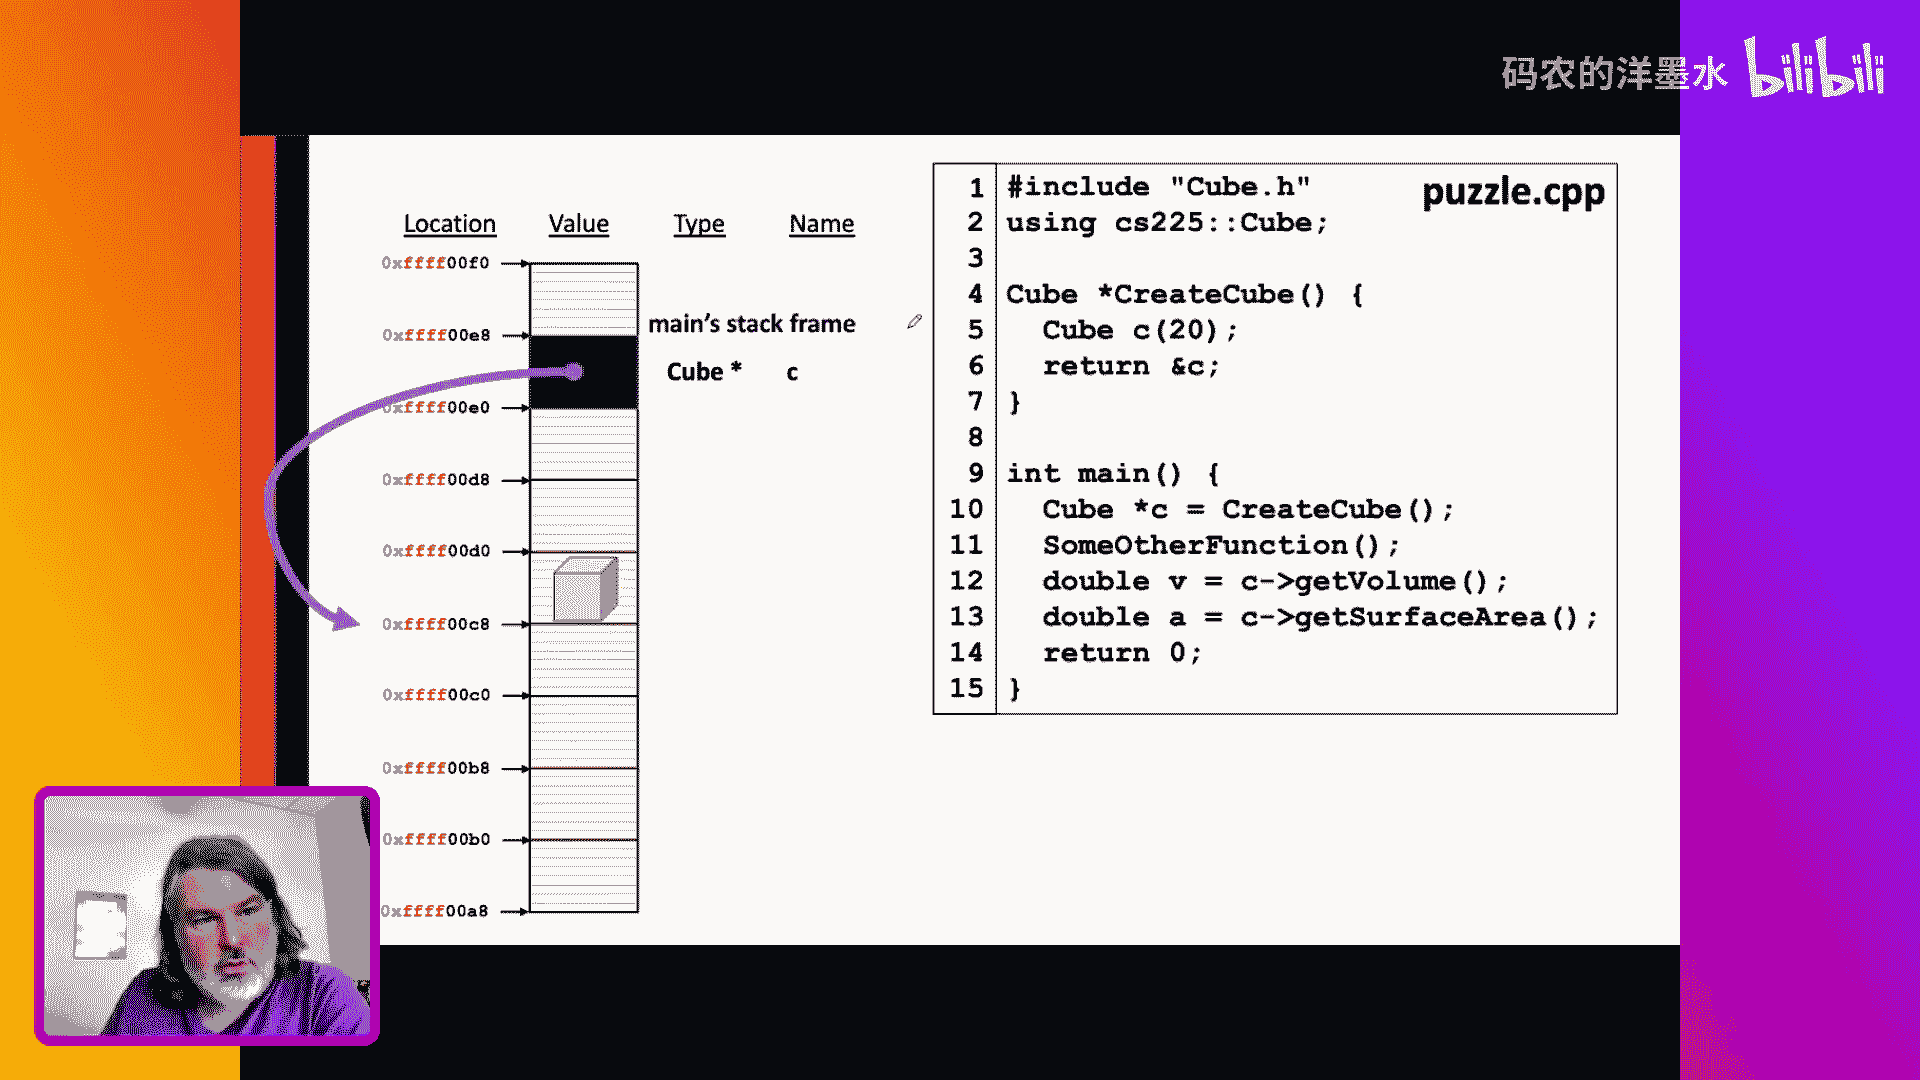 码农的洋墨水 bilibili
Location Value Type Name
0xffff00f0
0xffff00e8
0xffff00e0
0xffff00d8
0xffff00d0
0xffff00c8
0xffff00c0
0xffff00b8
0xffff00b0
0xffff00a8
main's stack frame
Cube * c
puzzle.cpp
1 #include "Cube.h"
2 using cs225::Cube;
3
4 Cube *CreateCube() {
5 Cube c(20);
6 return &c;
7 }
8
9 int main() {
10 Cube *c = CreateCube();
11 SomeOtherFunction();
12 double v = c->getVolume();
13 double a = c->getSurfaceArea();
14 return 0;
15 }